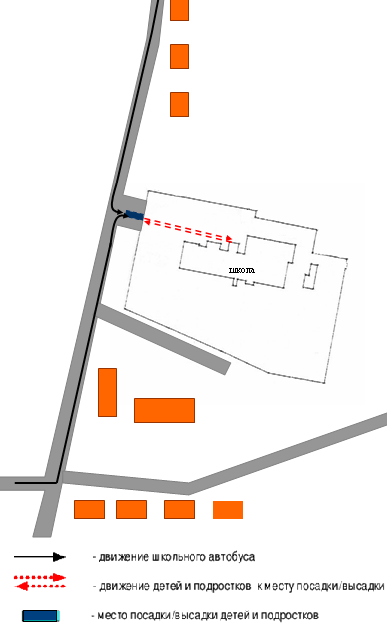 школа
- движение школьного автобуса
- движение детей и подростков к месту посадки/высадки
- место посадки/высадки детей и подростков